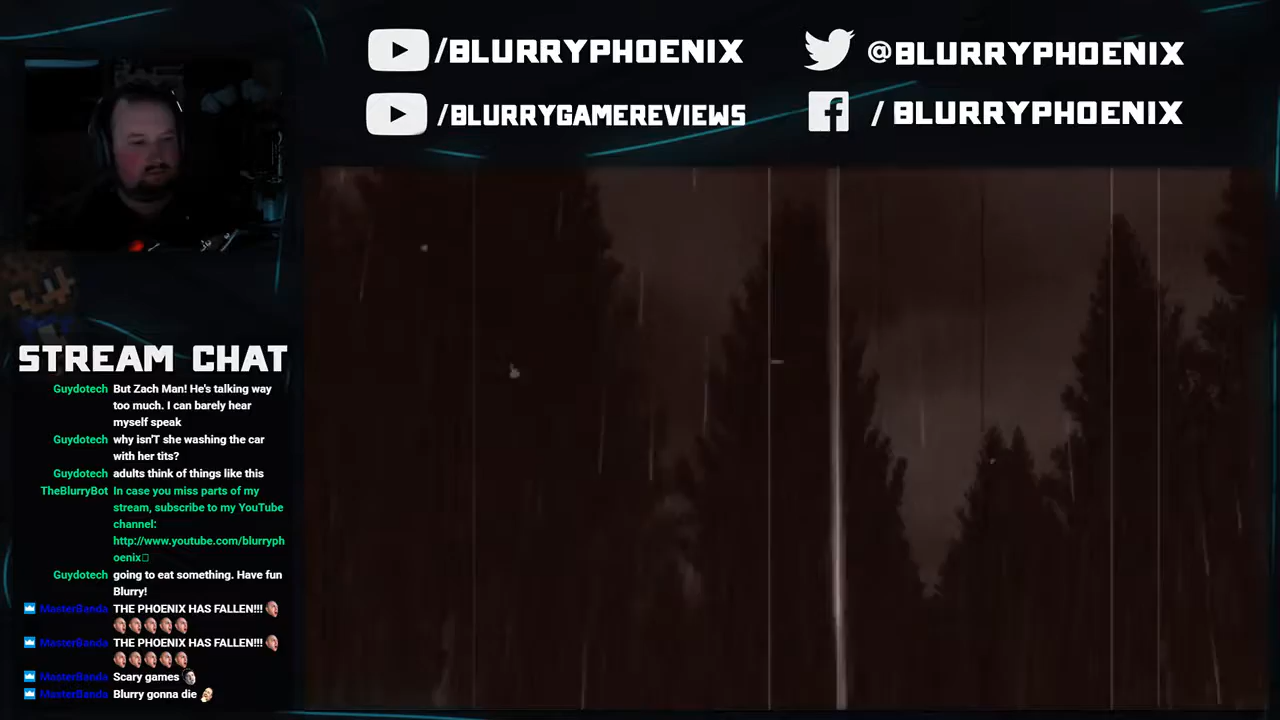 /BLURRYPHOENIX
@BLURRYPHOENIX
/BLURRYGAMEREVIEWS
/ BLURRYPHOENIX
STREAM CHAT
Guydotech But Zach Man! He's talking way
too much. I can barely hear
myself speak
Guydotech why isn'T she washing the car
with her tits?
Guydotech adults think of things like this
TheBlurryBot In case you miss parts of my
stream, subscribe to my YouTube
channel:
http://www.youtube.com/blurryph
oenix
Guydotech going to eat something. Have fun
Blurry!
MasterBanda THE PHOENIX HAS FALLEN!!!
MasterBanda THE PHOENIX HAS FALLEN!!!
MasterBanda Scary games
MasterBanda Blurry gonna die